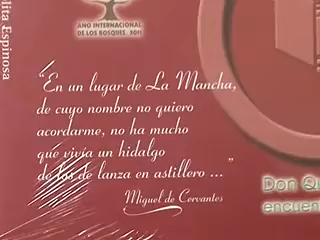 lita Espinosa
AÑO INTERNACIONAL
DE LOS BOSQUES. 2011
“En un lugar de La Mancha,
de cuyo nombre no quiero
acordarme, no ha mucho
que vivía un hidalgo
de los de lanza en astillero ...”
Miguel de Cervantes
Don Qu
encuen